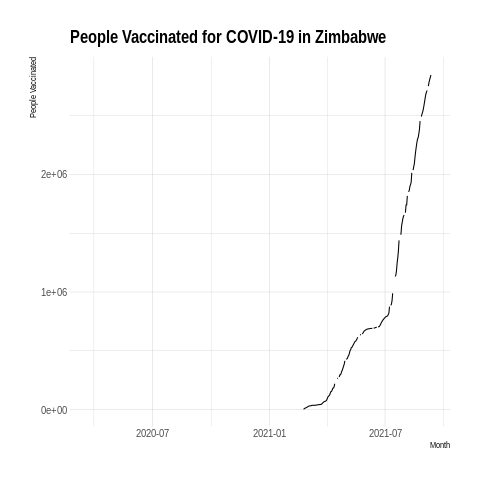 People Vaccinated for COVID-19 in Zimbabwe
People Vaccinated
2e+06
1e+06
0e+00
2020-07
2021-01
2021-07
Month